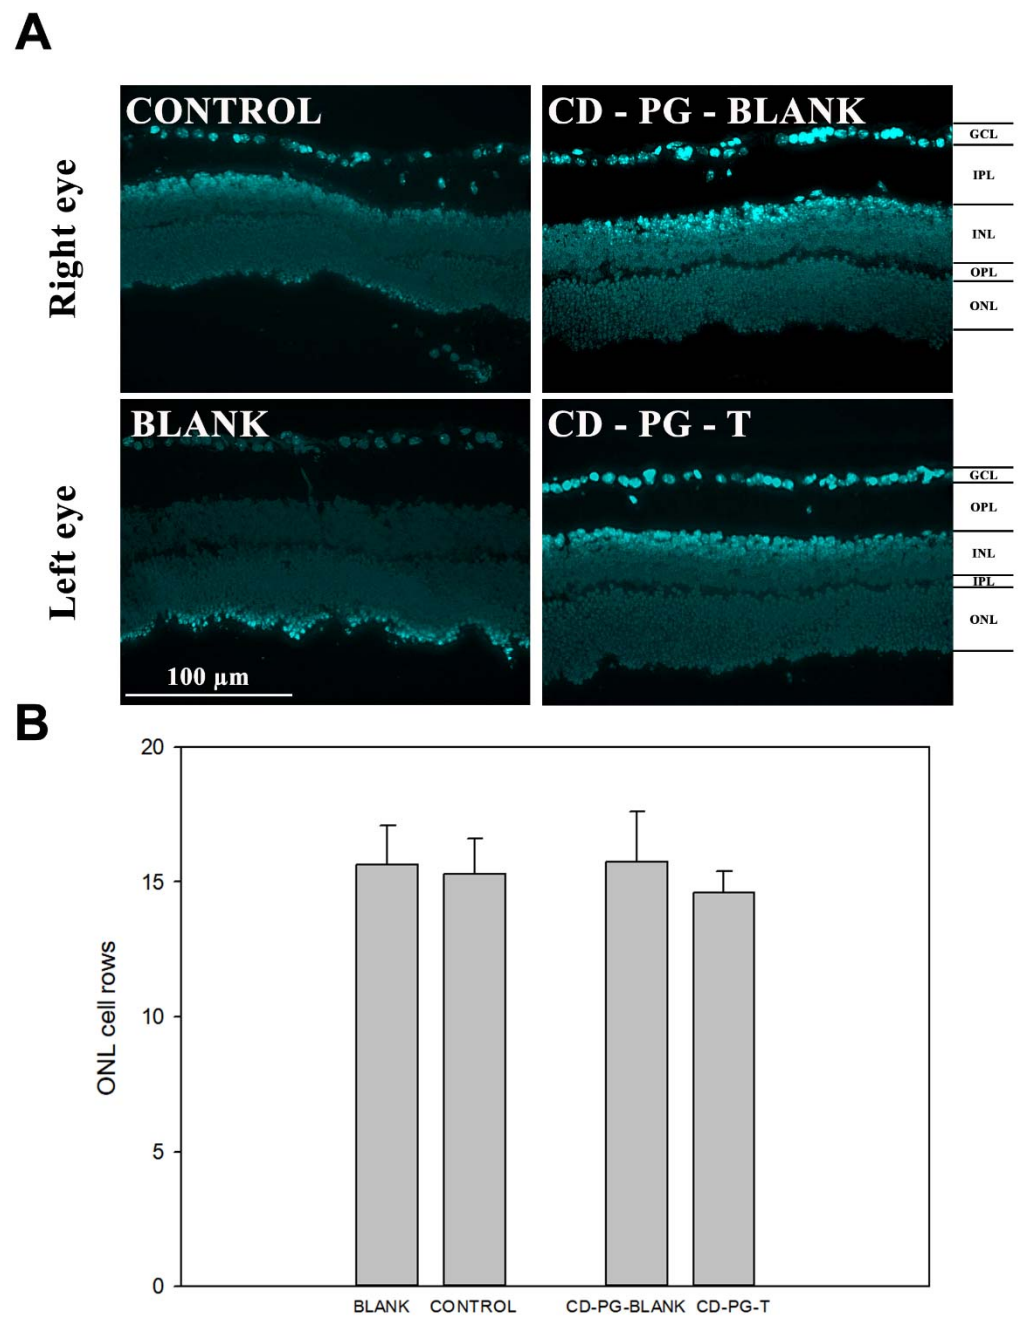 A
Right eye
CONTROL
CD - PG - BLANK
GCL
IPL
INL
OPL
ONL
Left eye
BLANK
100 µm
CD - PG - T
GCL
OPL
INL
IPL
ONL
B
ONL cell rows
20
15
10
5
0
BLANK CONTROL CD-PG-BLANK CD-PG-T